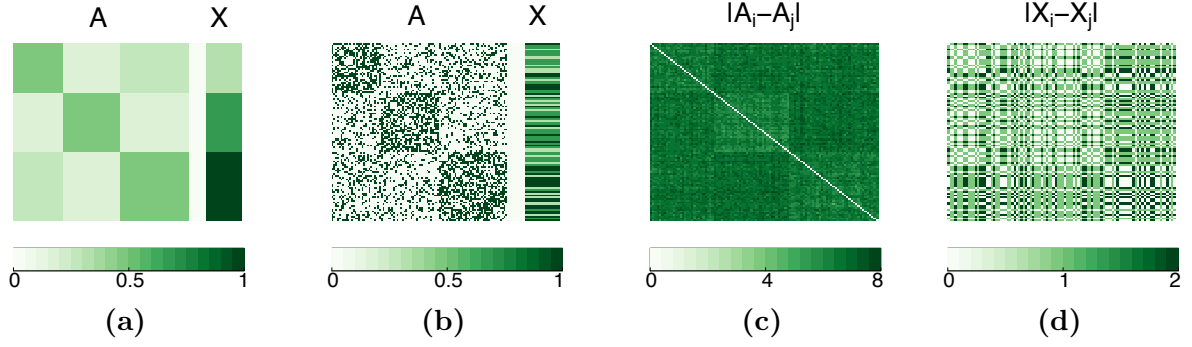 A X
A X
|Aᵢ−Aⱼ|
|Xᵢ−Xⱼ|
0 0.5 1
0 0.5 1
0 4 8
0 1 2
(a)
(b)
(c)
(d)